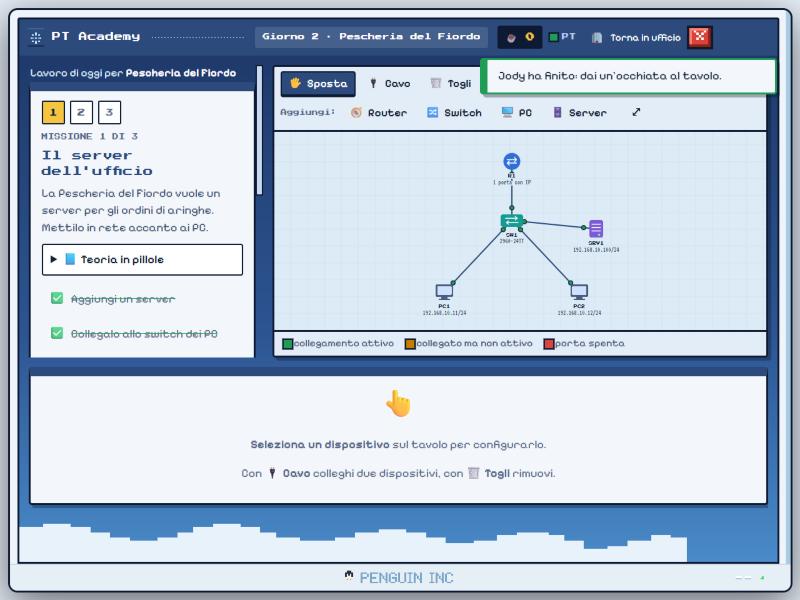 PT Academy
Giorno 2 · Pescheria del Fiordo
0
PT
Torna in ufficio
Lavoro di oggi per Pescheria del Fiordo
Jody ha finito: dai un'occhiata al tavolo.
1 2 3
MISSIONE 1 DI 3
Il server
dell'ufficio
La Pescheria del Fiordo vuole un
server per gli ordini di aringhe.
Mettilo in rete accanto ai PC.
Teoria in pillole
Aggiungi un server
Collegalo allo switch dei PC
Sposta
Cavo
Togli
Aggiungi:
Router
Switch
PC
Server
R1
1 porta con IP
SW1
2960-24TT
SRV1
192.168.10.100/24
PC1
192.168.10.11/24
PC2
192.168.10.12/24
collegamento attivo
collegato ma non attivo
porta spenta
Seleziona un dispositivo sul tavolo per configurarlo.
Con Cavo colleghi due dispositivi, con Togli rimuovi.
PENGUIN INC